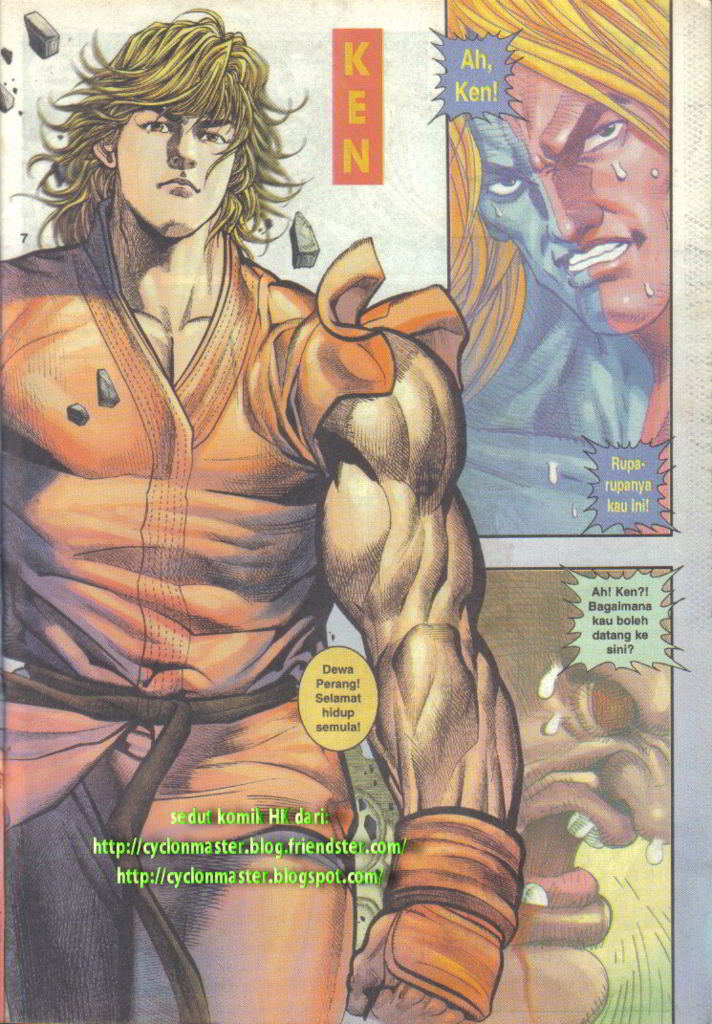 KEN
Ah,
Ken!
7
Rupa-
rupanya
kau ini!
Ah! Ken?!
Bagaimana
kau boleh
datang ke
sini?
Dewa
Perang!
Selamat
hidup
semula!
sedut komik HK dari:
http://cyclonmaster.blog.friendster.com/
http://cyclonmaster.blogspot.com/